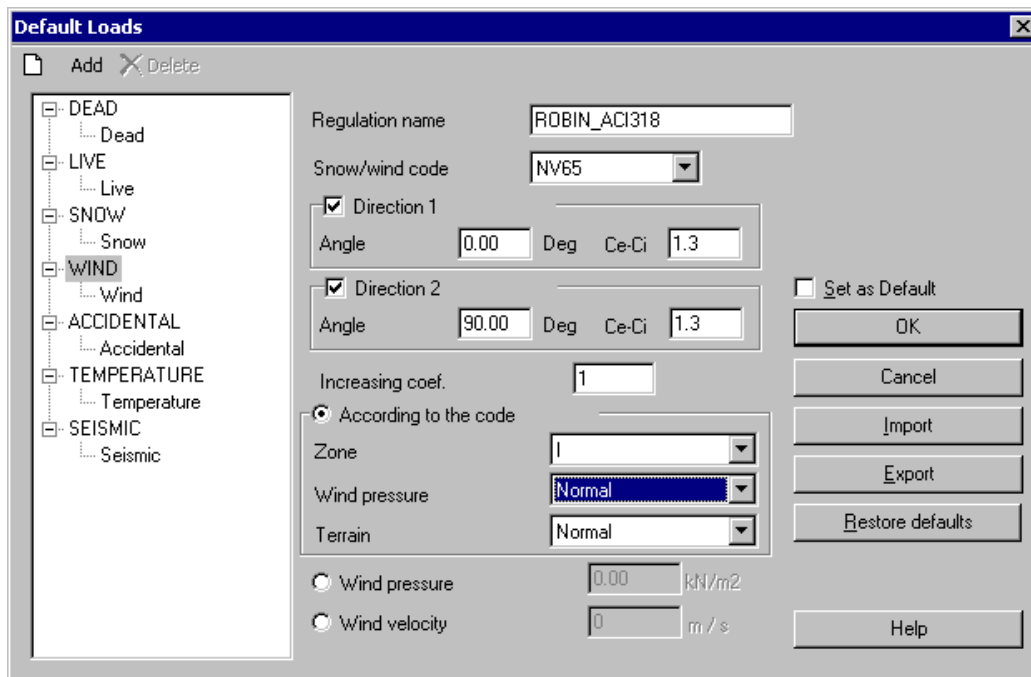 Default Loads
Add Delete
DEAD
Dead
LIVE
Live
SNOW
Snow
WIND
Wind
ACCIDENTAL
Accidental
TEMPERATURE
Temperature
SEISMIC
Seismic
Regulation name ROBIN_ACI318
Snow/wind code NV65
Direction 1
Angle 0.00 Deg Ce-Ci 1.3
Direction 2
Angle 90.00 Deg Ce-Ci 1.3
Increasing coef. 1
According to the code
Zone I
Wind pressure Normal
Terrain Normal
Wind pressure 0.00 kN/m2
Wind velocity 0 m / s
Set as Default
OK
Cancel
Import
Export
Restore defaults
Help